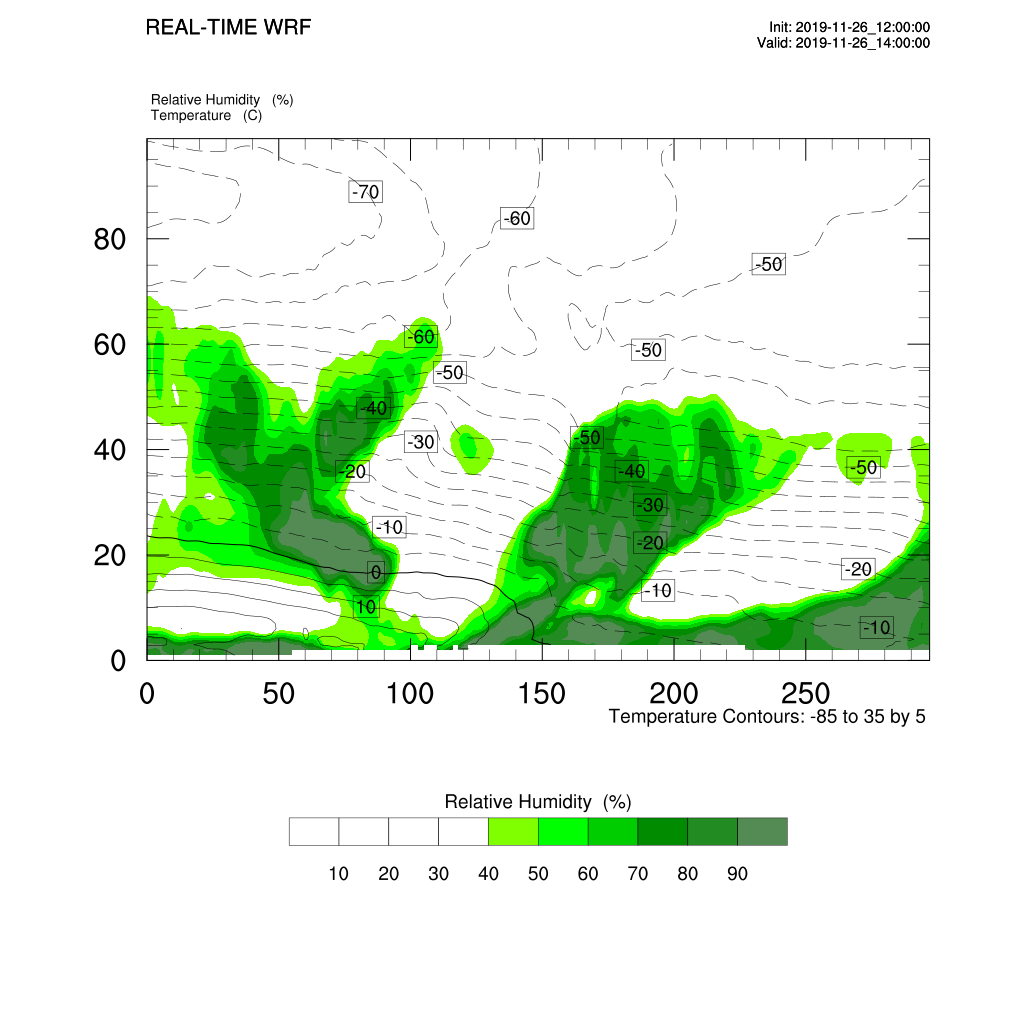 REAL-TIME WRF
Init: 2019-11-26_12:00:00
Valid: 2019-11-26_14:00:00
Relative Humidity (%)
Temperature (C)
-70
-60
80
-50
60
-60
-50
-50
-40
40
-30
-50
-50
-20
-40
-30
-10
-20
20
0
-20
-10
10
-10
0
0 50 100 150 200 250
Temperature Contours: -85 to 35 by 5
Relative Humidity (%)
10 20 30 40 50 60 70 80 90